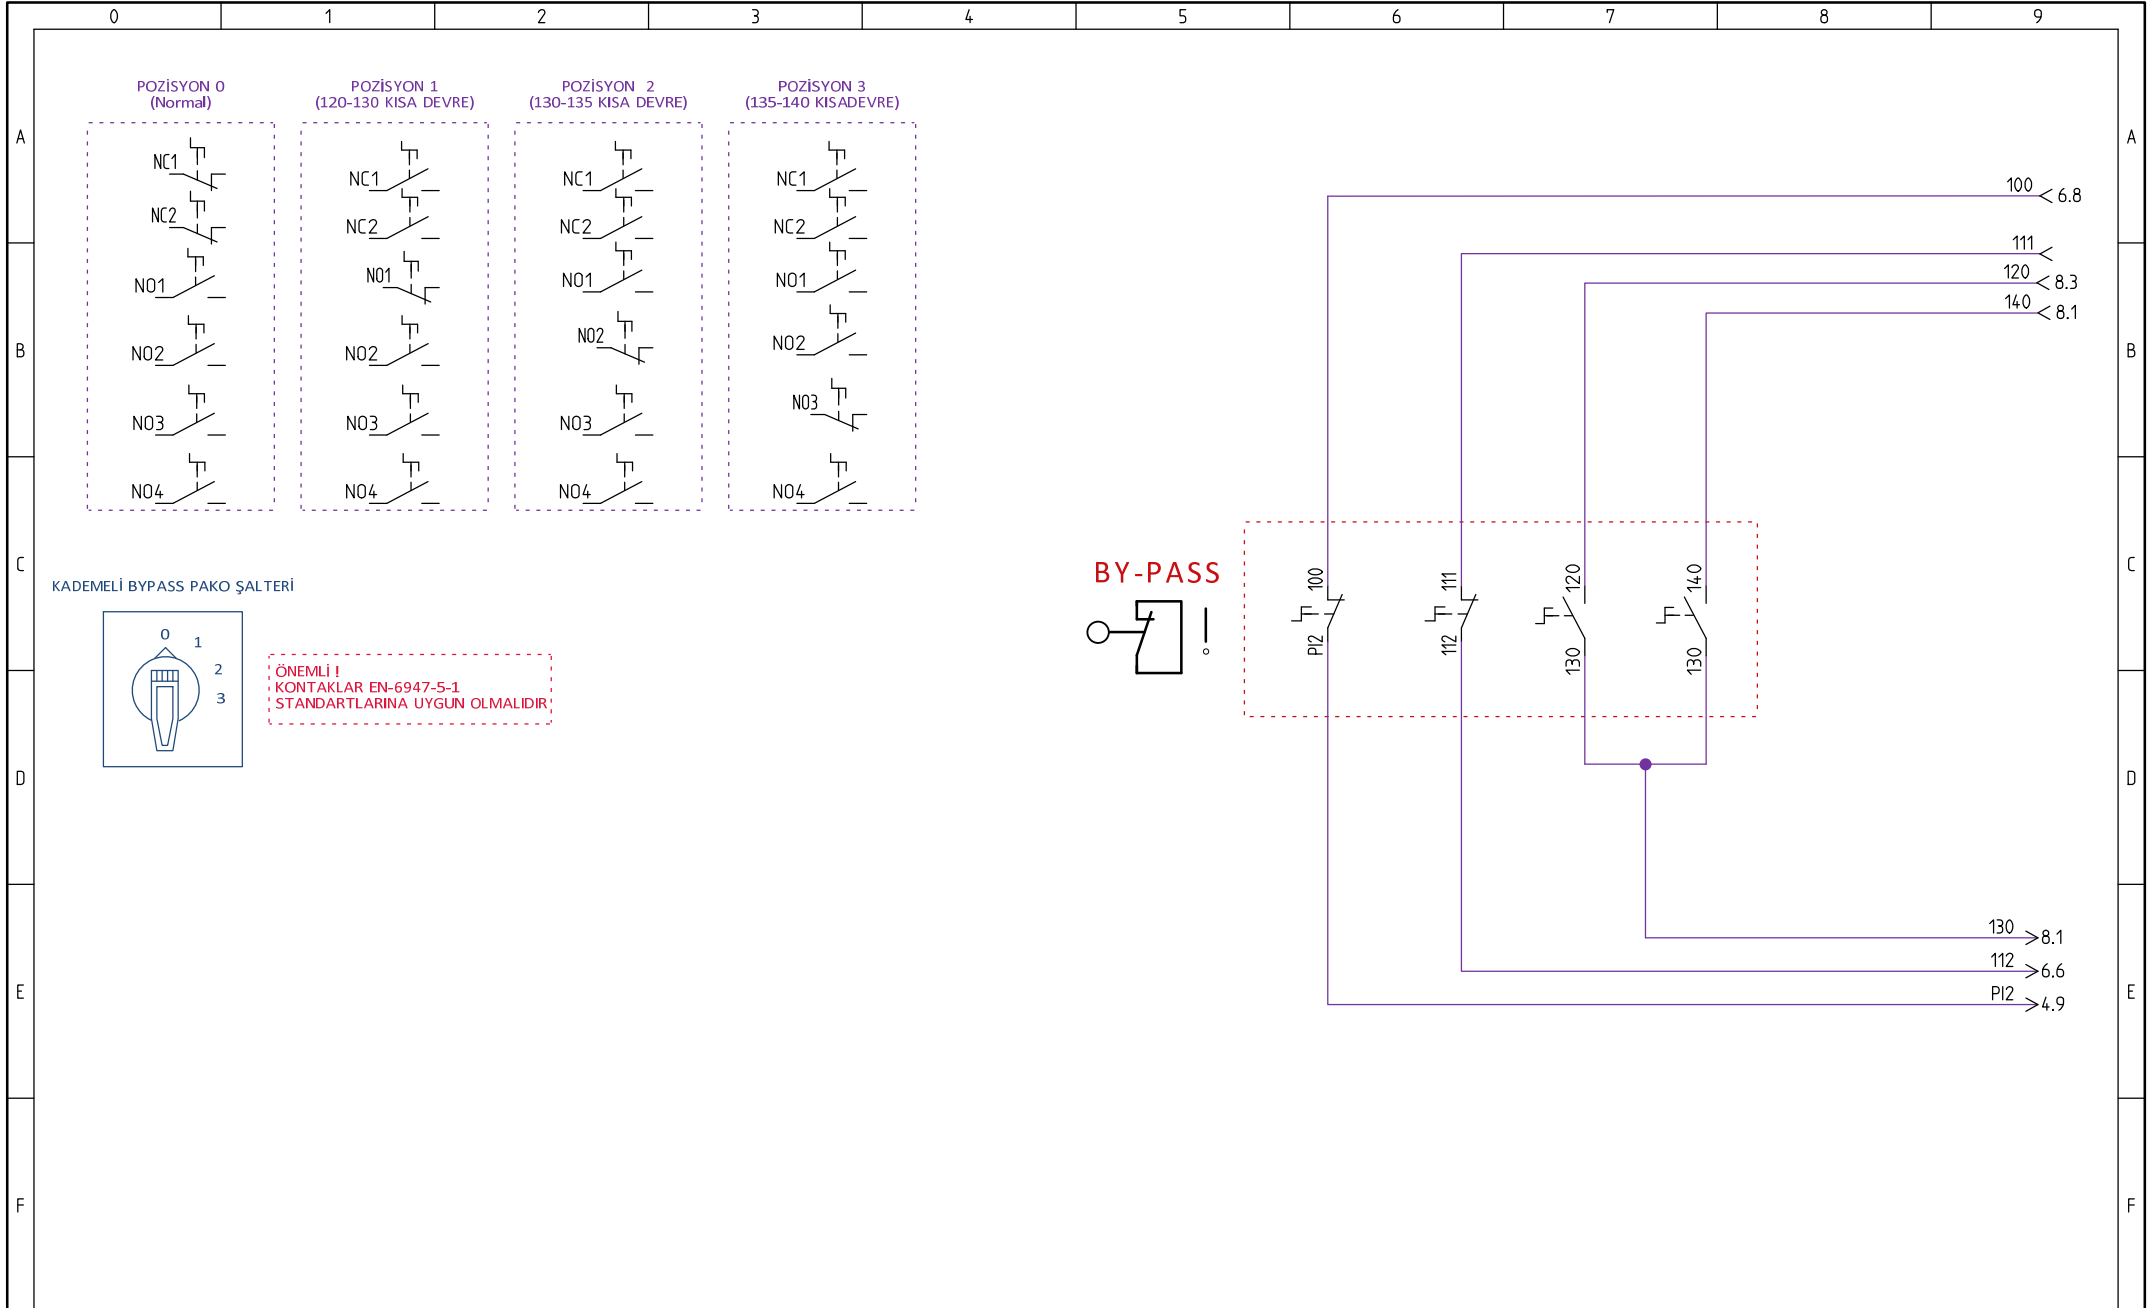 0 1 2 3 4 5 6 7 8 9
POZİSYON 0
(Normal)
POZİSYON 1
(120-130 KISA DEVRE)
POZİSYON 2
(130-135 KISA DEVRE)
POZİSYON 3
(135-140 KISADEVRE)
A A
NC1 NC1 NC1 NC1
NC2 NC2 NC2 NC2
NO1 NO1 NO1 NO1
NO2 NO2 NO2 NO2
NO3 NO3 NO3 NO3
NO4 NO4 NO4 NO4
100 6.8
111
120 8.3
140 8.1
B B
C C
KADEMELİ BYPASS PAKO ŞALTERİ
0
1
2
3
ÖNEMLİ !
KONTAKLAR EN-6947-5-1
STANDARTLARINA UYGUN OLMALIDIR
BY-PASS
!
100 111 120 140
PI2 112 130 130
D D
130 8.1
112 6.6
PI2 4.9
E E
F F